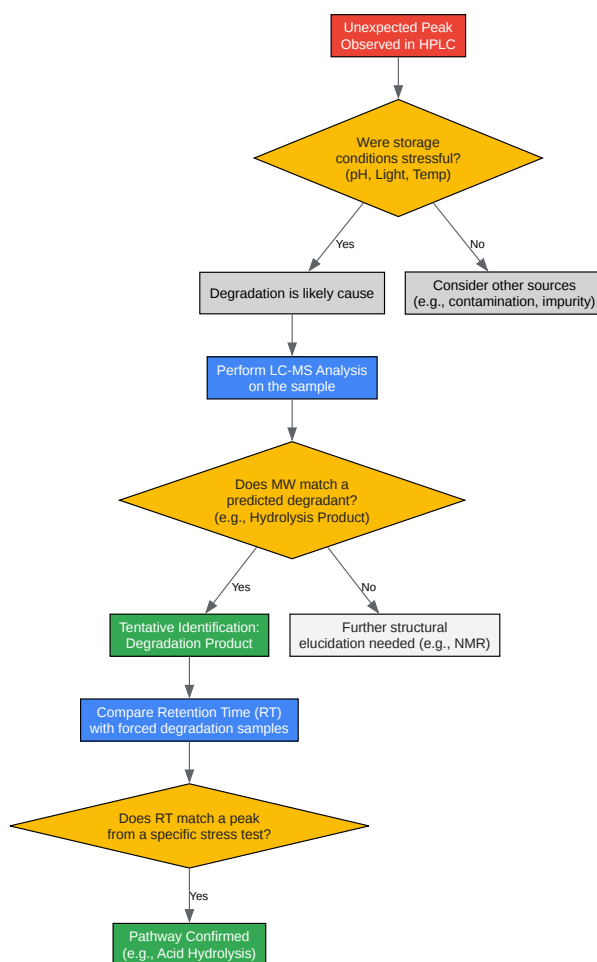 Unexpected Peak
Observed in HPLC
Were storage
conditions stressful?
(pH, Light, Temp)
Yes
No
Degradation is likely cause
Consider other sources
(e.g., contamination, impurity)
Perform LC-MS Analysis
on the sample
Does MW match a
predicted degradant?
(e.g., Hydrolysis Product)
Yes
No
Tentative Identification:
Degradation Product
Further structural
elucidation needed (e.g., NMR)
Compare Retention Time (RT)
with forced degradation samples
Does RT match a peak
from a specific stress test?
Yes
Pathway Confirmed
(e.g., Acid Hydrolysis)